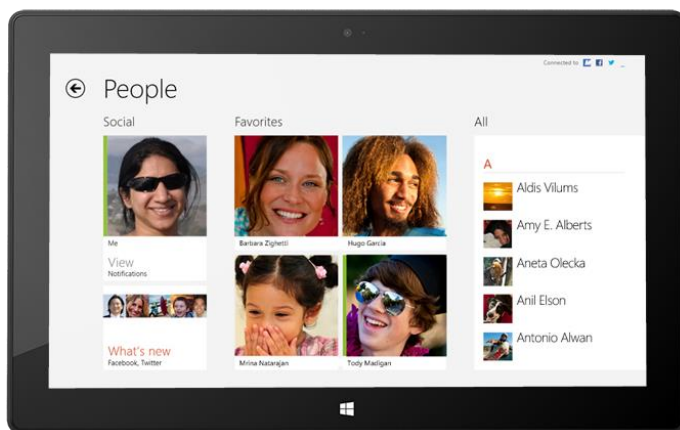 Connected to
People
Social
Favorites
All
Me
View
Notifications
What's new
Facebook, Twitter
Barbara Zighetti
Hugo Garcia
Mrina Natarajan
Tody Madigan
A
Aldis Vilums
Amy E. Alberts
Aneta Olecka
Anil Elson
Antonio Alwan